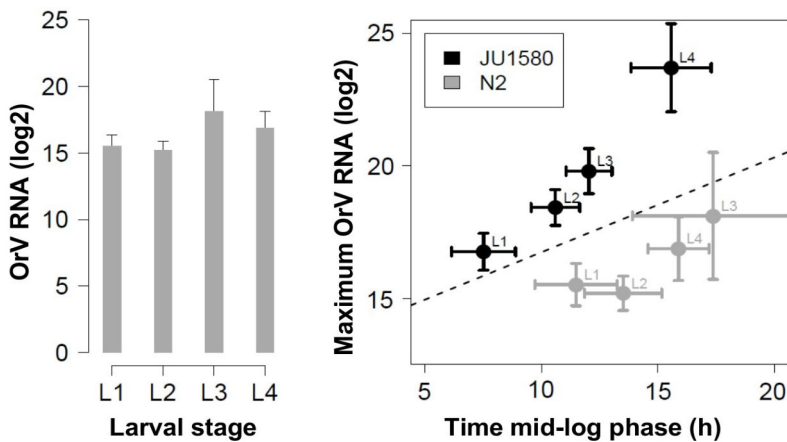 OrV RNA (log2)
25
20
15
10
5
0
L1 L2 L3 L4
Larval stage
Maximum OrV RNA (log2)
25
20
15
JU1580
N2
L4
L3
L2
L1
L3
L4
L1
L2
5 10 15 20
Time mid-log phase (h)